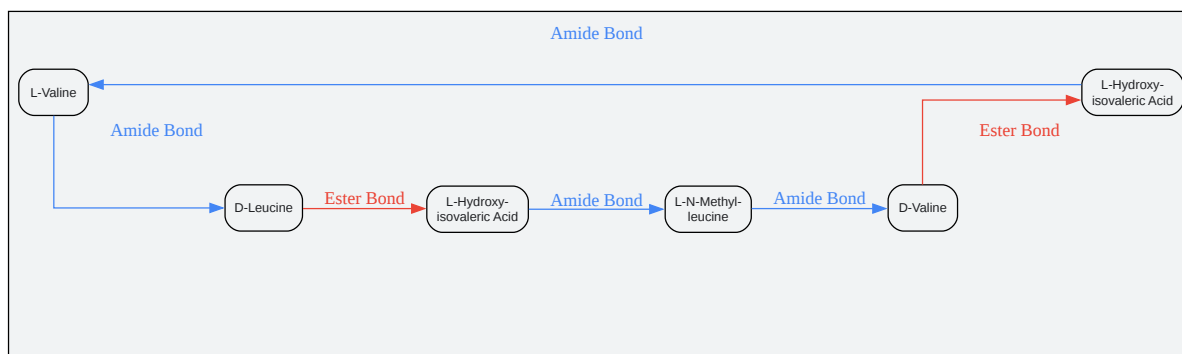 Amide Bond
L-Valine
L-Hydroxy-
isovaleric Acid
Amide Bond
Ester Bond
D-Leucine
Ester Bond
L-Hydroxy-
isovaleric Acid
Amide Bond
L-N-Methyl-
leucine
Amide Bond
D-Valine